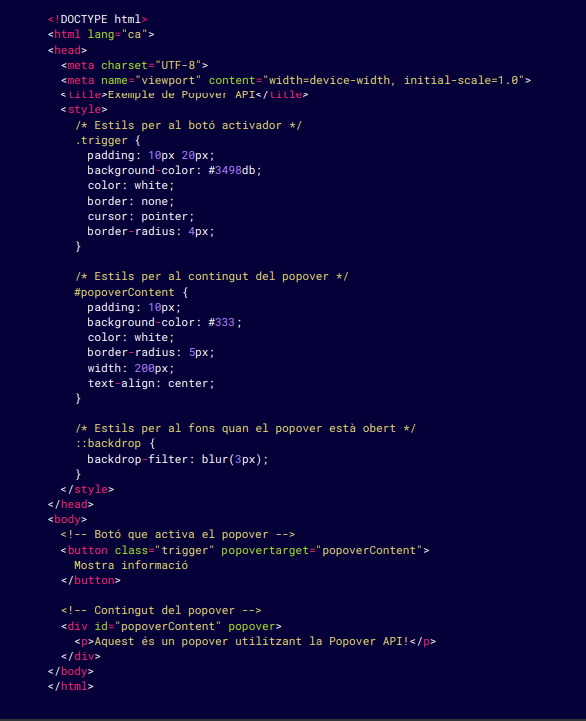 <!DOCTYPE html>
<html lang="ca">
<head>
<meta charset="UTF-8">
<meta name="viewport" content="width=device-width, initial-scale=1.0">
<title>Exemple de Popover API</title>
<style>
/* Estils per al botó activador */
.trigger {
padding: 10px 20px;
background-color: #3498db;
color: white;
border: none;
cursor: pointer;
border-radius: 4px;
}
/* Estils per al contingut del popover */
#popoverContent {
padding: 10px;
background-color: #333;
color: white;
border-radius: 5px;
width: 200px;
text-align: center;
}
/* Estils per al fons quan el popover està obert */
::backdrop {
backdrop-filter: blur(3px);
}
</style>
</head>
<body>
<!-- Botó que activa el popover -->
<button class="trigger" popovertarget="popoverContent">
Mostra informació
</button>
<!-- Contingut del popover -->
<div id="popoverContent" popover>
<p>Aquest és un popover utilitzant la Popover API!</p>
</div>
</body>
</html>